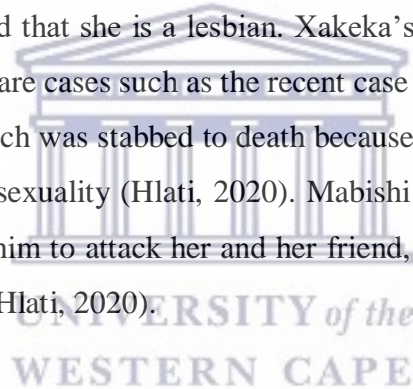 d that she is a lesbian. Xakeka's
are cases such as the recent case
ch was stabbed to death because
sexuality (Hlati, 2020). Mabishi
him to attack her and her friend,
Hlati, 2020).
UNIVERSITY of the
WESTERN CAPE